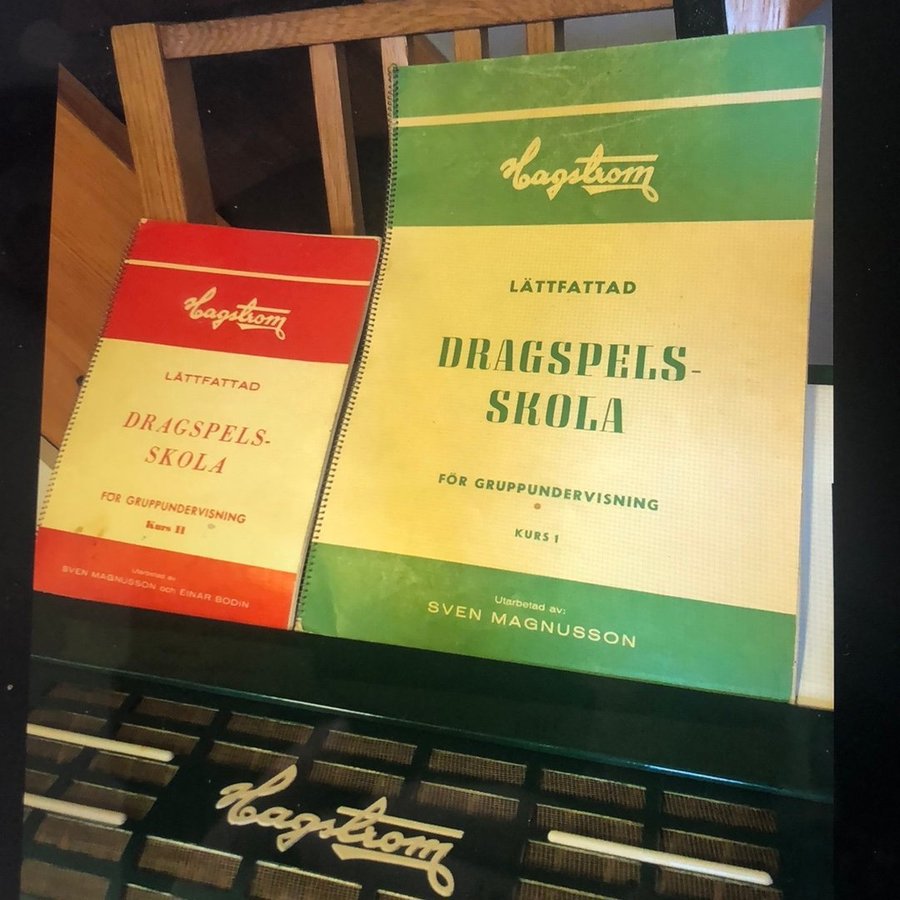 Hagstrom
LÄTTFATTAD
DRAGSPELS-
SKOLA
FÖR GRUPPUNDERVISNING
Kurs II
Utarbetad av
SVEN MAGNUSSON och EINAR BODIN
Hagstrom
LÄTTFATTAD
DRAGSPELS-
SKOLA
FÖR GRUPPUNDERVISNING
KURS I
Utarbetad av:
SVEN MAGNUSSON
Hagstrom